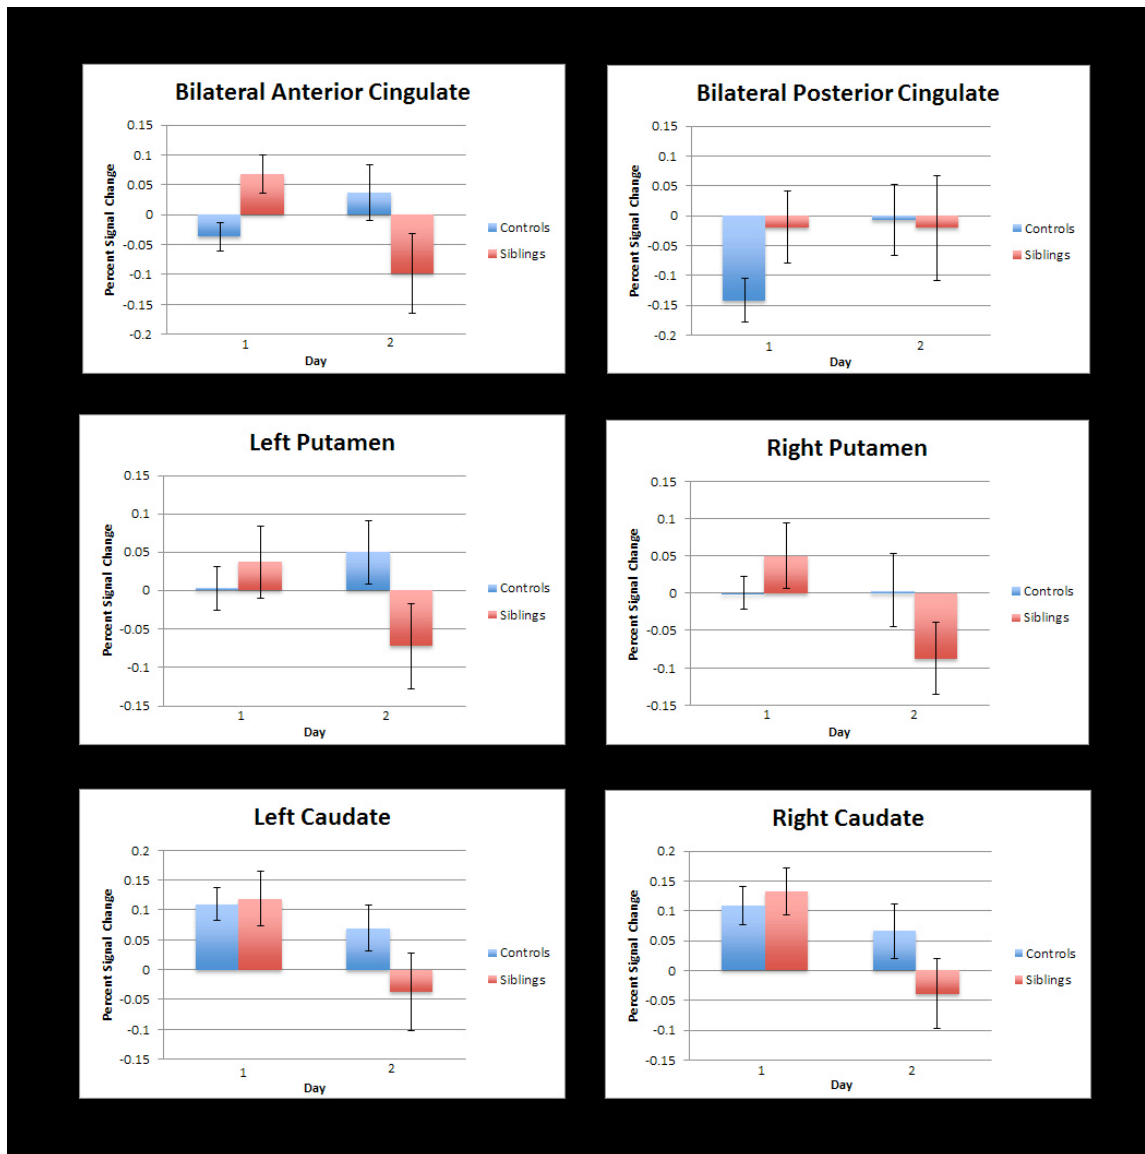 Bilateral Anterior Cingulate
0.15
0.1
0.05
0
-0.05
-0.1
-0.15
-0.2
Percent Signal Change
1
2
Day
Controls
Siblings
Bilateral Posterior Cingulate
0.15
0.1
0.05
0
-0.05
-0.1
-0.15
-0.2
Percent Signal Change
1
2
Day
Controls
Siblings
Left Putamen
0.15
0.1
0.05
0
-0.05
-0.1
-0.15
Percent Signal Change
1
2
Day
Controls
Siblings
Right Putamen
0.15
0.1
0.05
0
-0.05
-0.1
-0.15
Percent Signal Change
1
2
Day
Controls
Siblings
Left Caudate
0.2
0.15
0.1
0.05
0
-0.05
-0.1
-0.15
Percent Signal Change
1
2
Day
Controls
Siblings
Right Caudate
0.2
0.15
0.1
0.05
0
-0.05
-0.1
-0.15
Percent Signal Change
1
2
Day
Controls
Siblings